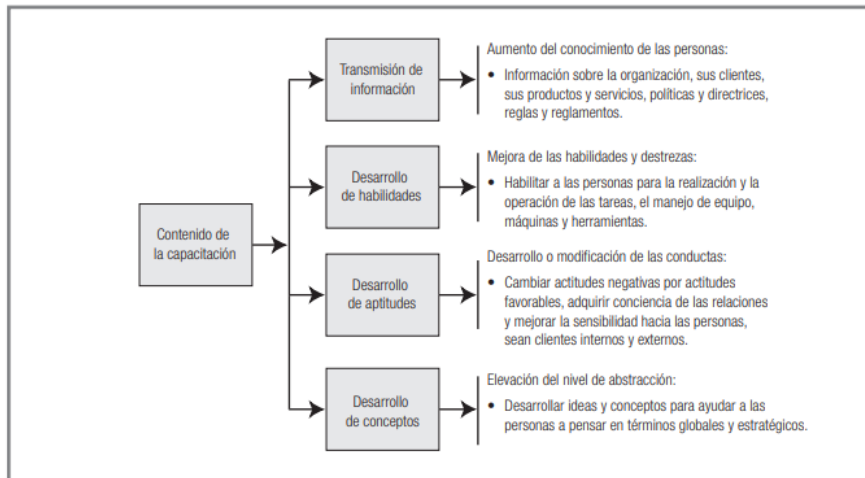 Contenido de
la capacitación
Transmisión de
información
Aumento del conocimiento de las personas:
• Información sobre la organización, sus clientes,
sus productos y servicios, políticas y directrices,
reglas y reglamentos.
Desarrollo
de habilidades
Mejora de las habilidades y destrezas:
• Habilitar a las personas para la realización y la
operación de las tareas, el manejo de equipo,
máquinas y herramientas.
Desarrollo
de aptitudes
Desarrollo o modificación de las conductas:
• Cambiar actitudes negativas por actitudes
favorables, adquirir conciencia de las relaciones
y mejorar la sensibilidad hacia las personas,
sean clientes internos y externos.
Desarrollo
de conceptos
Elevación del nivel de abstracción:
• Desarrollar ideas y conceptos para ayudar a las
personas a pensar en términos globales y estratégicos.